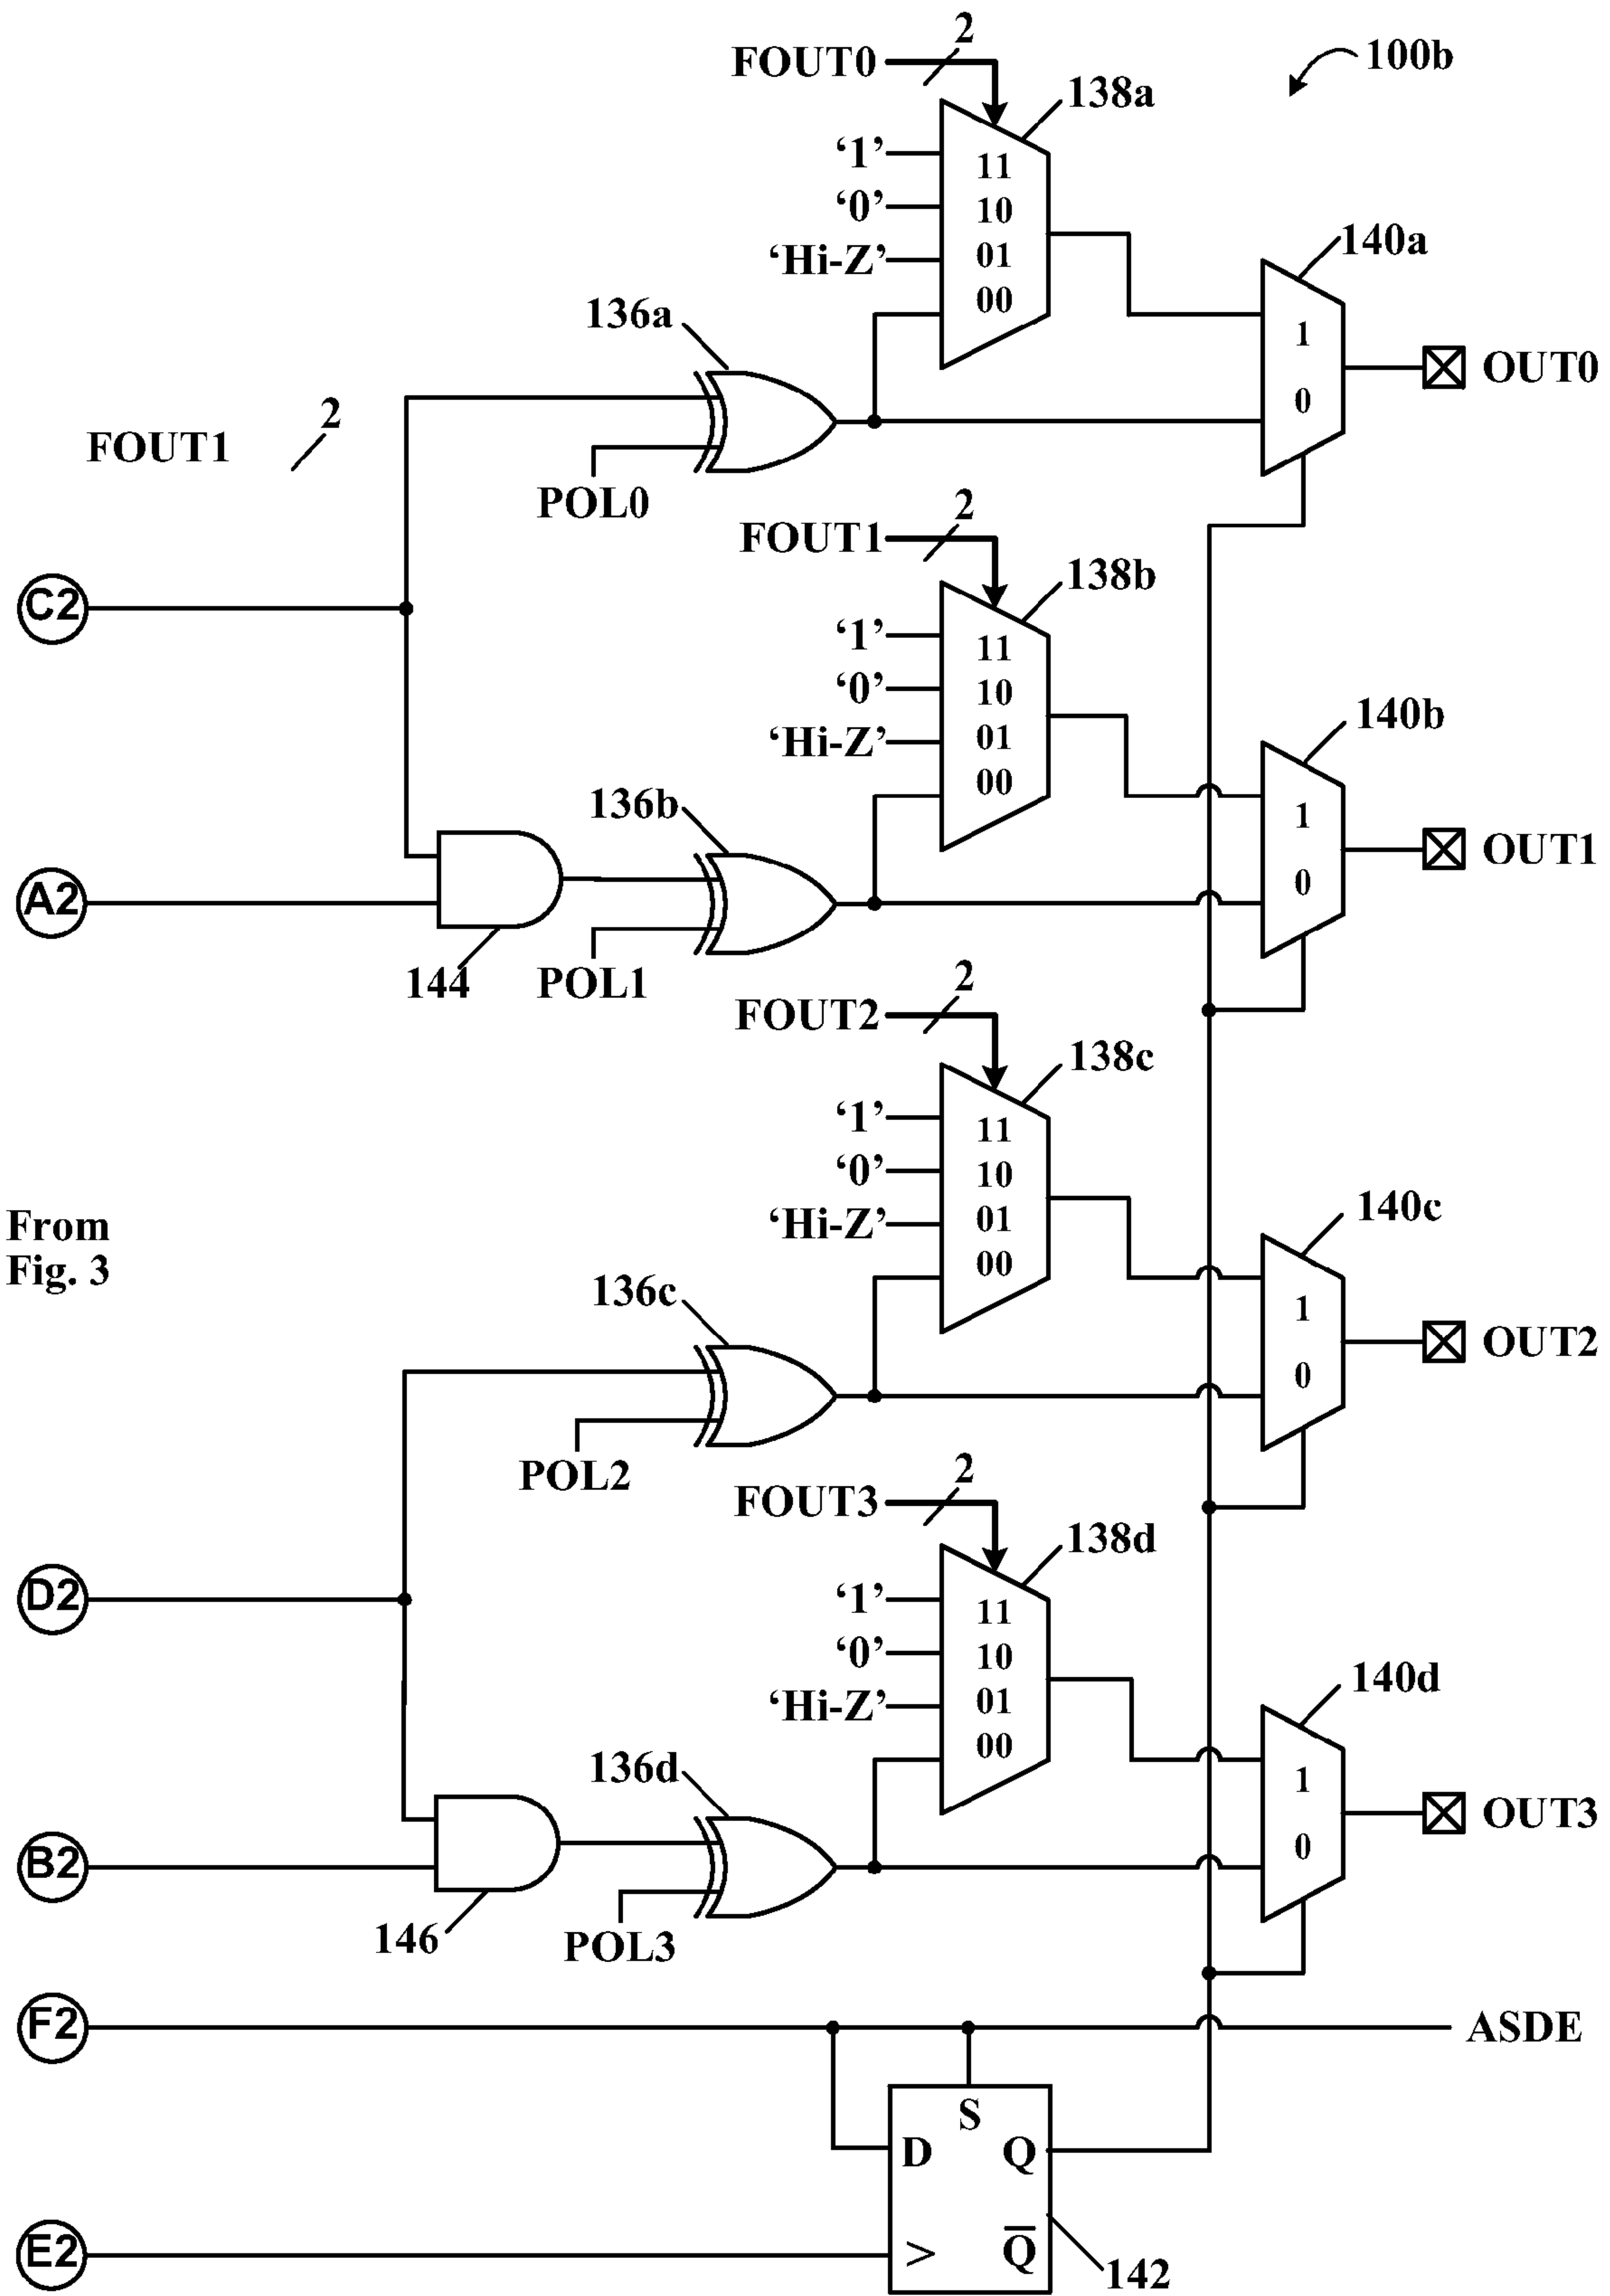 2
FOUT0
100b
138a
‘1’
11
‘0’
10
‘Hi-Z’
01
00
140a
136a
1
OUT0
0
FOUT1
2
POL0
2
FOUT1
138b
C2
‘1’
11
‘0’
10
‘Hi-Z’
01
00
140b
136b
1
OUT1
0
A2
144
POL1
2
FOUT2
138c
‘1’
11
‘0’
10
‘Hi-Z’
01
00
140c
From
Fig. 3
136c
1
OUT2
0
POL2
2
FOUT3
138d
D2
‘1’
11
‘0’
10
‘Hi-Z’
01
00
140d
136d
1
OUT3
0
B2
146
POL3
F2
ASDE
S
D
Q
E2
>
Q̅
142